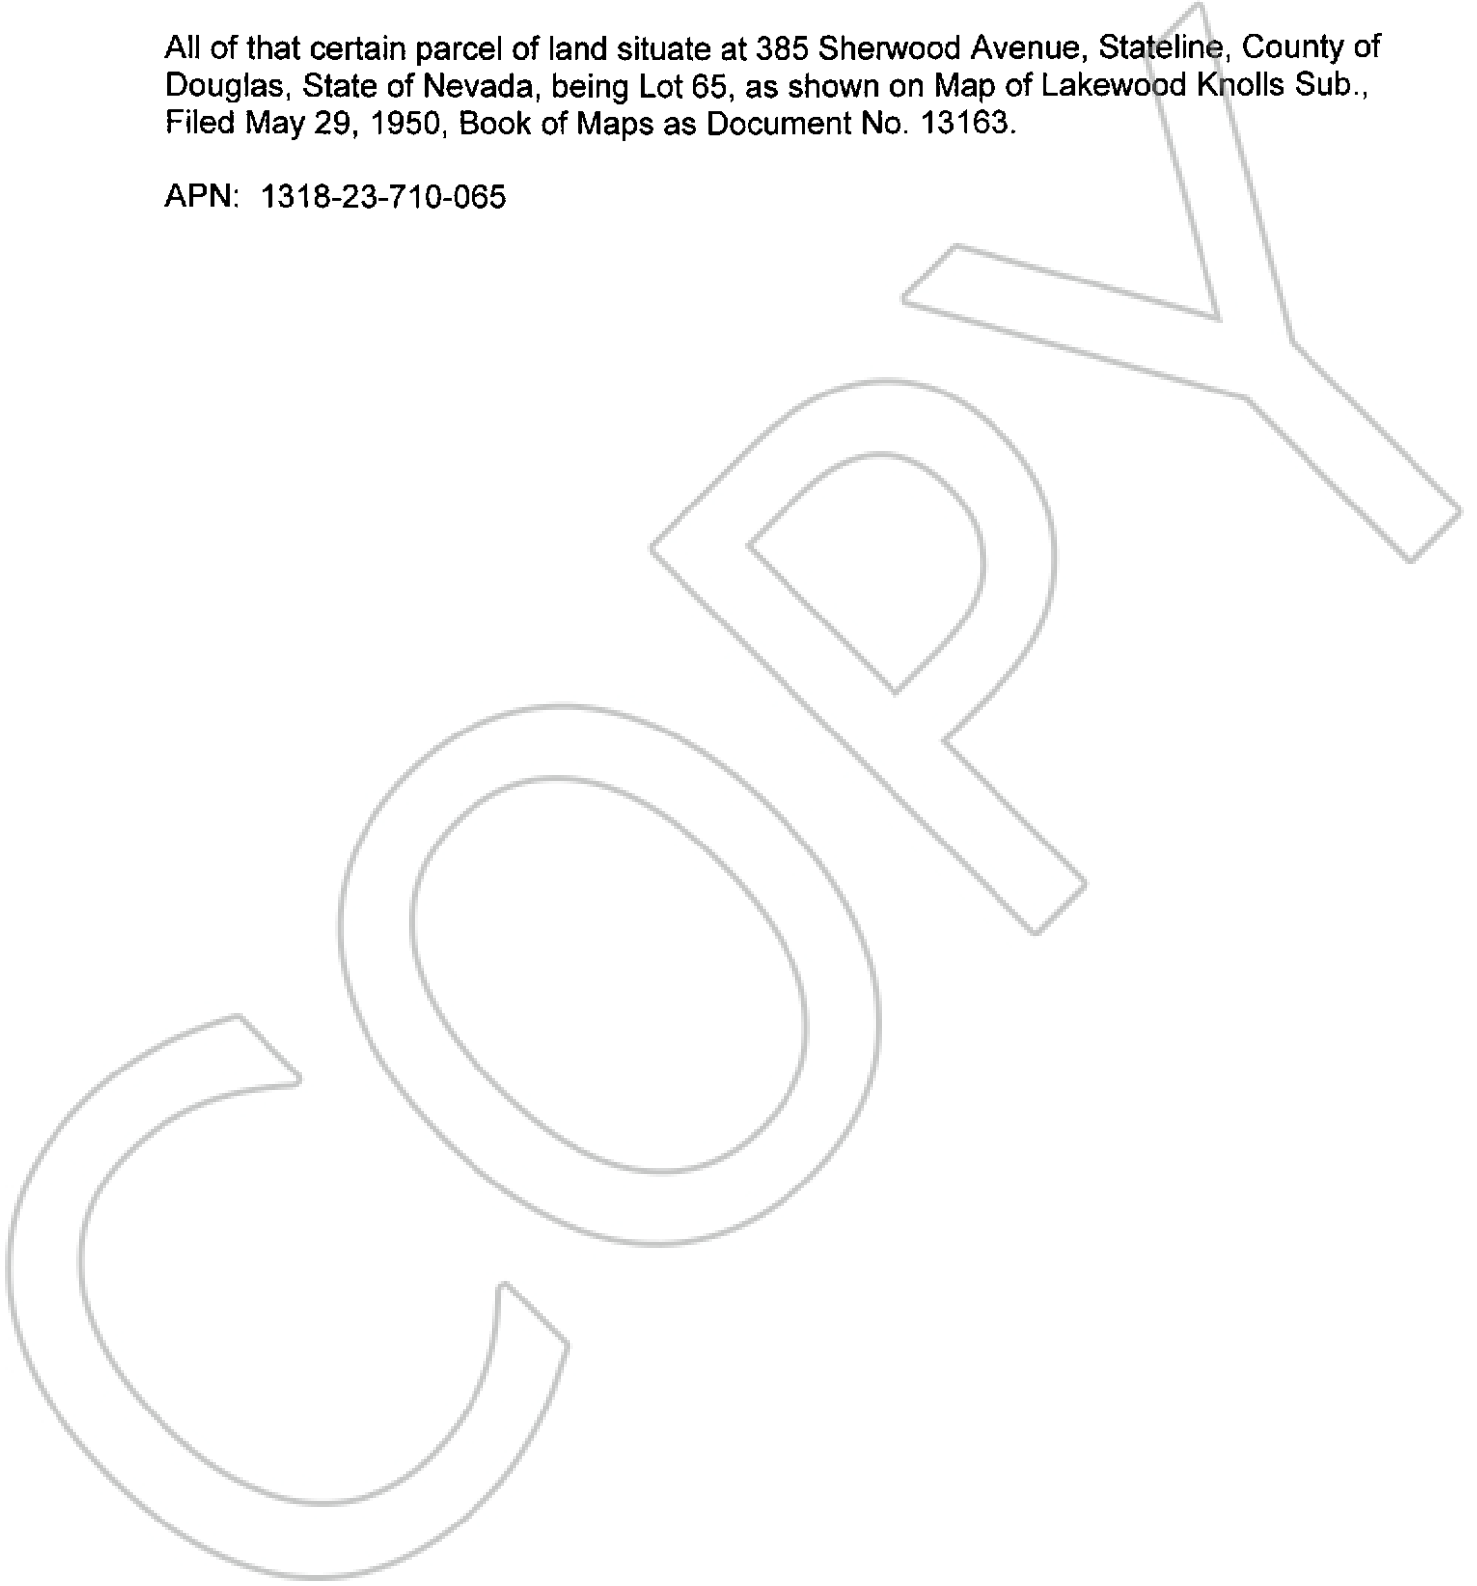 All of that certain parcel of land situate at 385 Sherwood Avenue, Stateline, County of
Douglas, State of Nevada, being Lot 65, as shown on Map of Lakewood Knolls Sub.,
Filed May 29, 1950, Book of Maps as Document No. 13163.
APN: 1318-23-710-065
COPY